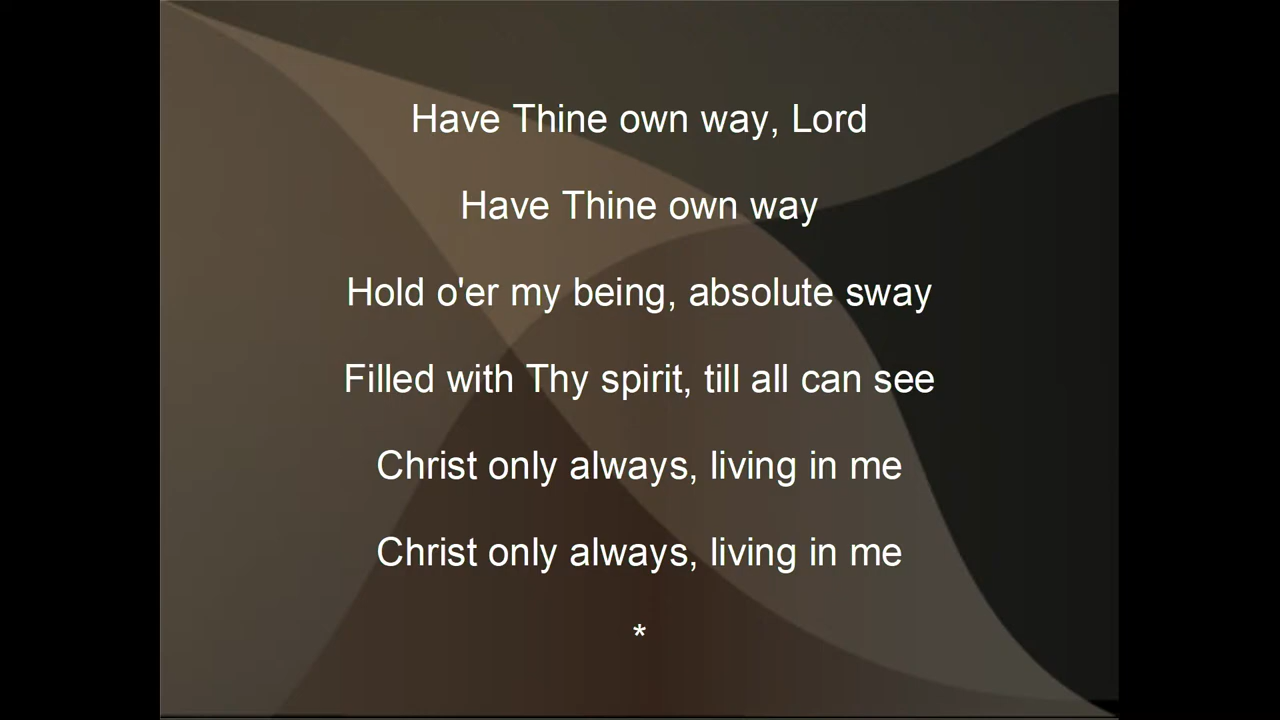 Have Thine own way, Lord
Have Thine own way
Hold o'er my being, absolute sway
Filled with Thy spirit, till all can see
Christ only always, living in me
Christ only always, living in me
*